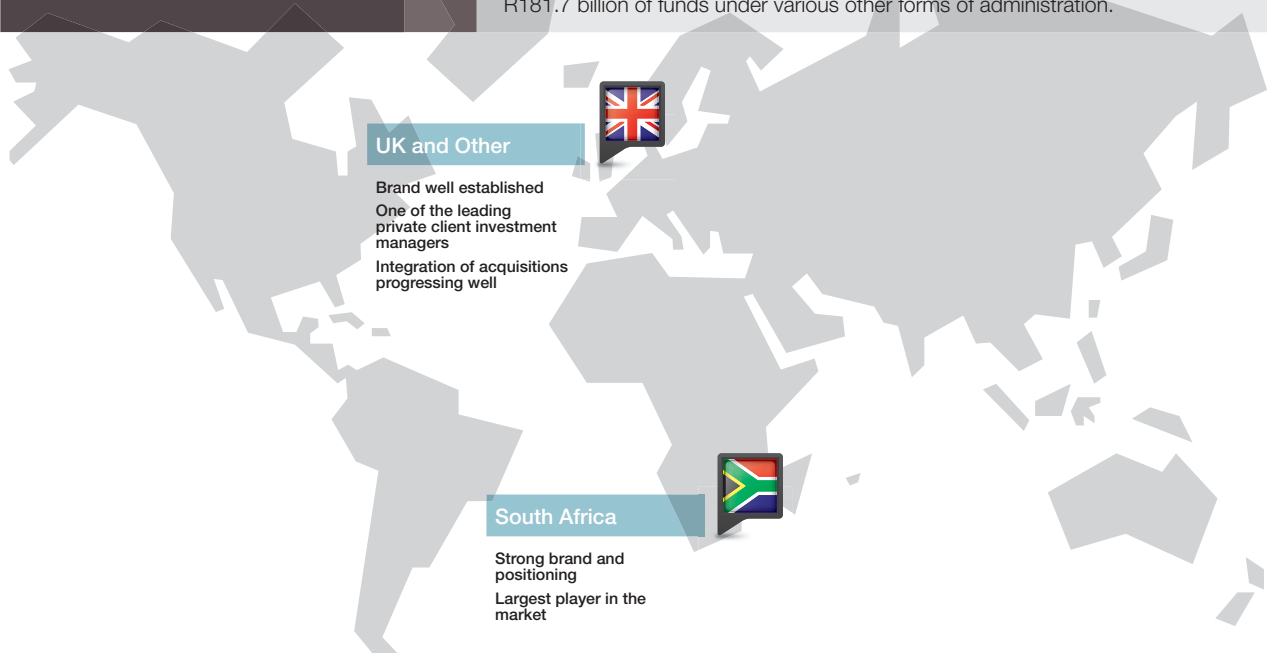 R181.7 billion of funds under various other forms of administration.
UK and Other
Brand well established
One of the leading
private client investment
managers
Integration of acquisitions
progressing well
South Africa
Strong brand and
positioning
Largest player in the
market